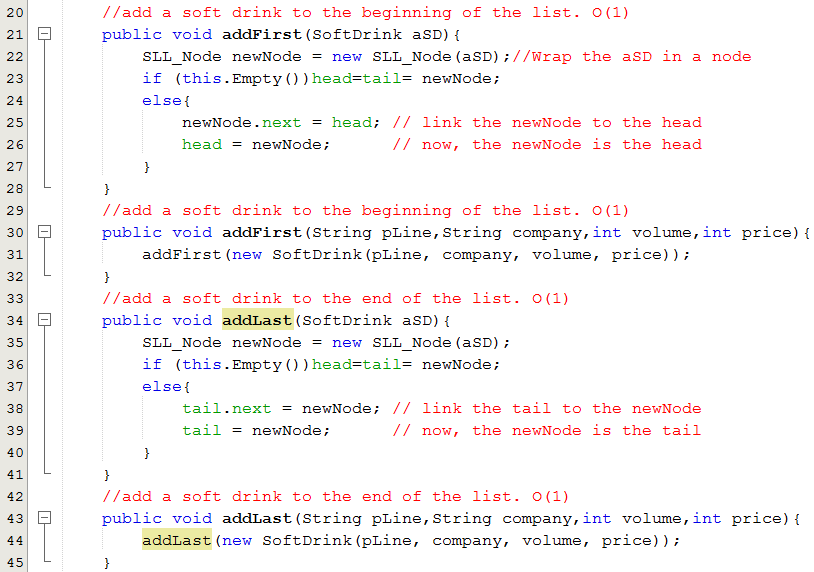 20 //add a soft drink to the beginning of the list. O(1)
21 public void addFirst(SoftDrink aSD){
22 SLL_Node newNode = new SLL_Node(aSD);//Wrap the aSD in a node
23 if (this.Empty())head=tail= newNode;
24 else{
25 newNode.next = head; // link the newNode to the head
26 head = newNode; // now, the newNode is the head
27 }
28 }
29 //add a soft drink to the beginning of the list. O(1)
30 public void addFirst(String pLine,String company,int volume,int price){
31 addFirst(new SoftDrink(pLine, company, volume, price));
32 }
33 //add a soft drink to the end of the list. O(1)
34 public void addLast(SoftDrink aSD){
35 SLL_Node newNode = new SLL_Node(aSD);
36 if (this.Empty())head=tail= newNode;
37 else{
38 tail.next = newNode; // link the tail to the newNode
39 tail = newNode; // now, the newNode is the tail
40 }
41 }
42 //add a soft drink to the end of the list. O(1)
43 public void addLast(String pLine,String company,int volume,int price){
44 addLast(new SoftDrink(pLine, company, volume, price));
45 }